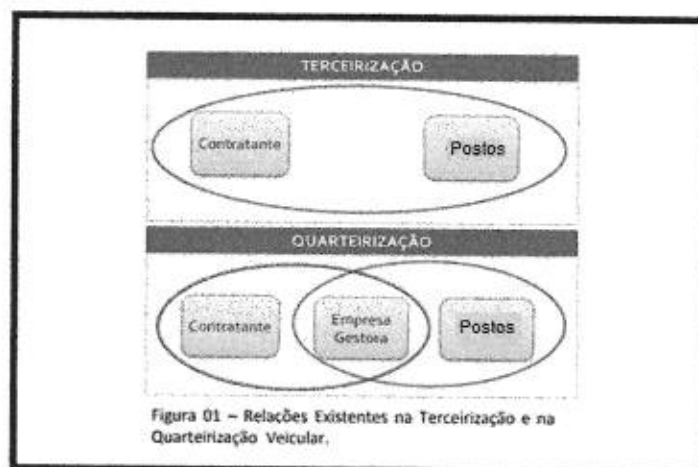 TERCEIRIZAÇÃO
Contratante
Postos
QUARTEIRIZAÇÃO
Contratante
Empresa
Gestora
Postos
Figura 01 – Relações Existentes na Terceirização e na
Quarteirização Veicular.